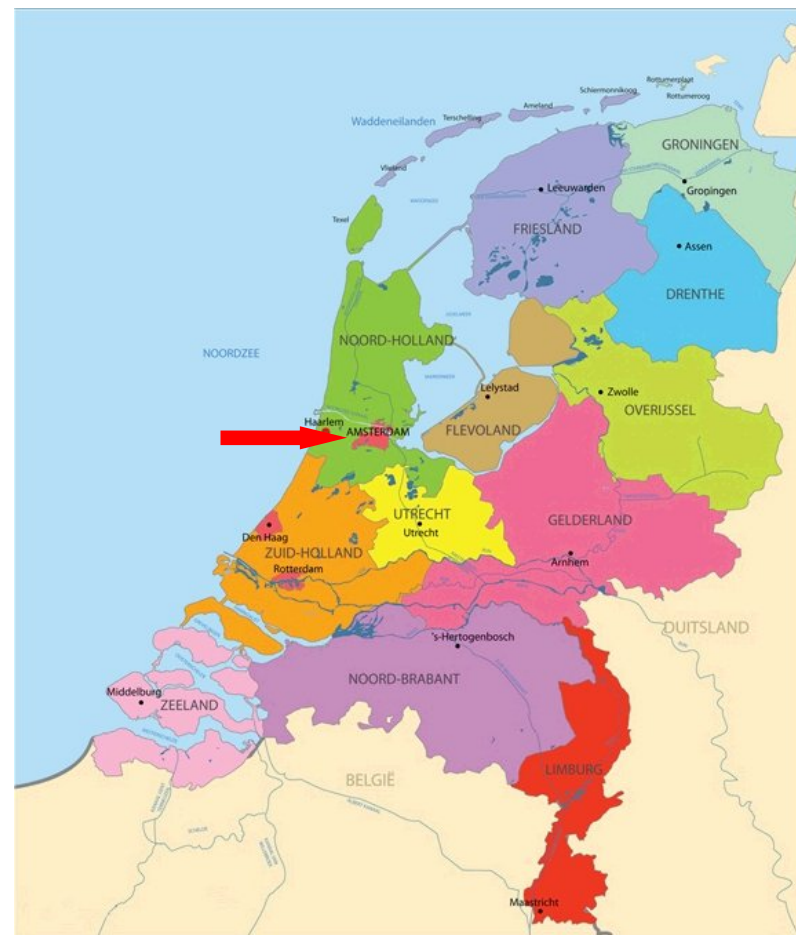 Rottumerplaat
Schiermonnikoog
Rottumeroog
Ameland
Terschelling
Waddeneilanden
GRONINGEN
Vlieland
Leeuwarden
Groningen
Texel
FRIESLAND
Assen
DRENTHE
NOORD-HOLLAND
NOORDZEE
Lelystad
Zwolle
OVERIJSSEL
Haarlem
AMSTERDAM
FLEVOLAND
UTRECHT
GELDERLAND
Utrecht
Den Haag
ZUID-HOLLAND
Arnhem
Rotterdam
DUITSLAND
's-Hertogenbosch
NOORD-BRABANT
Middelburg
ZEELAND
LIMBURG
BELGIË
Maastricht